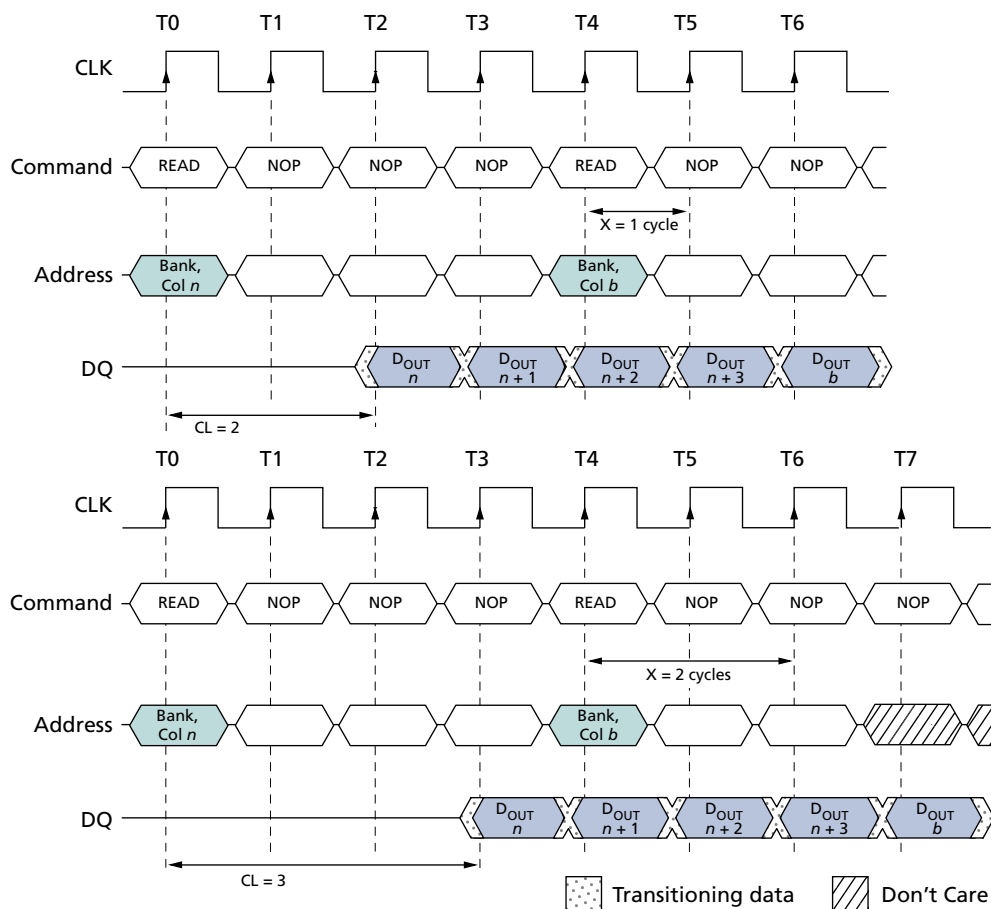 T0 T1 T2 T3 T4 T5 T6
CLK
Command READ NOP NOP NOP READ NOP NOP
X = 1 cycle
Address Bank, Col n Bank, Col b
DQ DOUT n DOUT n + 1 DOUT n + 2 DOUT n + 3 DOUT b
CL = 2
T0 T1 T2 T3 T4 T5 T6 T7
CLK
Command READ NOP NOP NOP READ NOP NOP NOP
X = 2 cycles
Address Bank, Col n Bank, Col b
DQ DOUT n DOUT n + 1 DOUT n + 2 DOUT n + 3 DOUT b
CL = 3
Transitioning data Don't Care